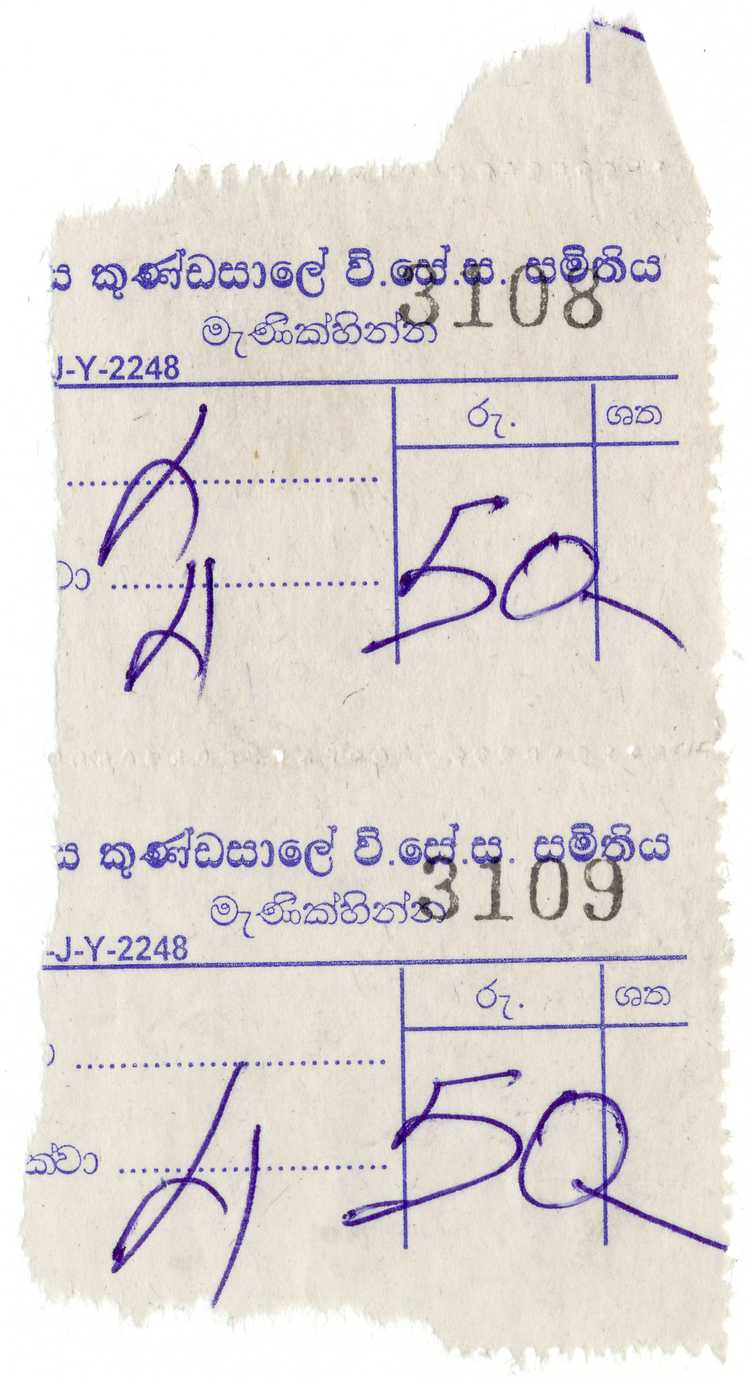 ය කුණ්ඩසාලේ වි.සේ.ස. සමිතිය
3108
මැණික්හින්න
J-Y-2248
රු. ශත
වා
50
ය කුණ්ඩසාලේ වි.සේ.ස. සමිතිය
3109
මැණික්හින්න
-J-Y-2248
රු. ශත
ක්වා
50